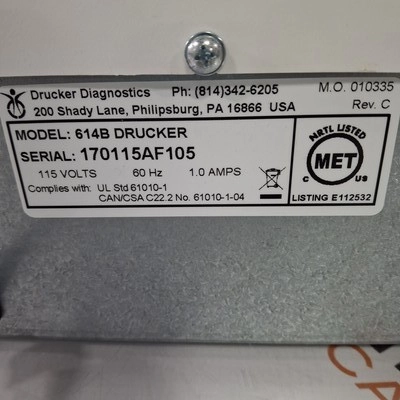 Drucker Diagnostics Ph: (814)342-6205 M.O. 010335
200 Shady Lane, Philipsburg, PA 16866 USA Rev. C
MODEL: 614B DRUCKER
SERIAL: 170115AF105
115 VOLTS 60 Hz 1.0 AMPS
Complies with: UL Std 61010-1
CAN/CSA C22.2 No. 61010-1-04
NRTL LISTED
MET
C US
LISTING E112532
CA